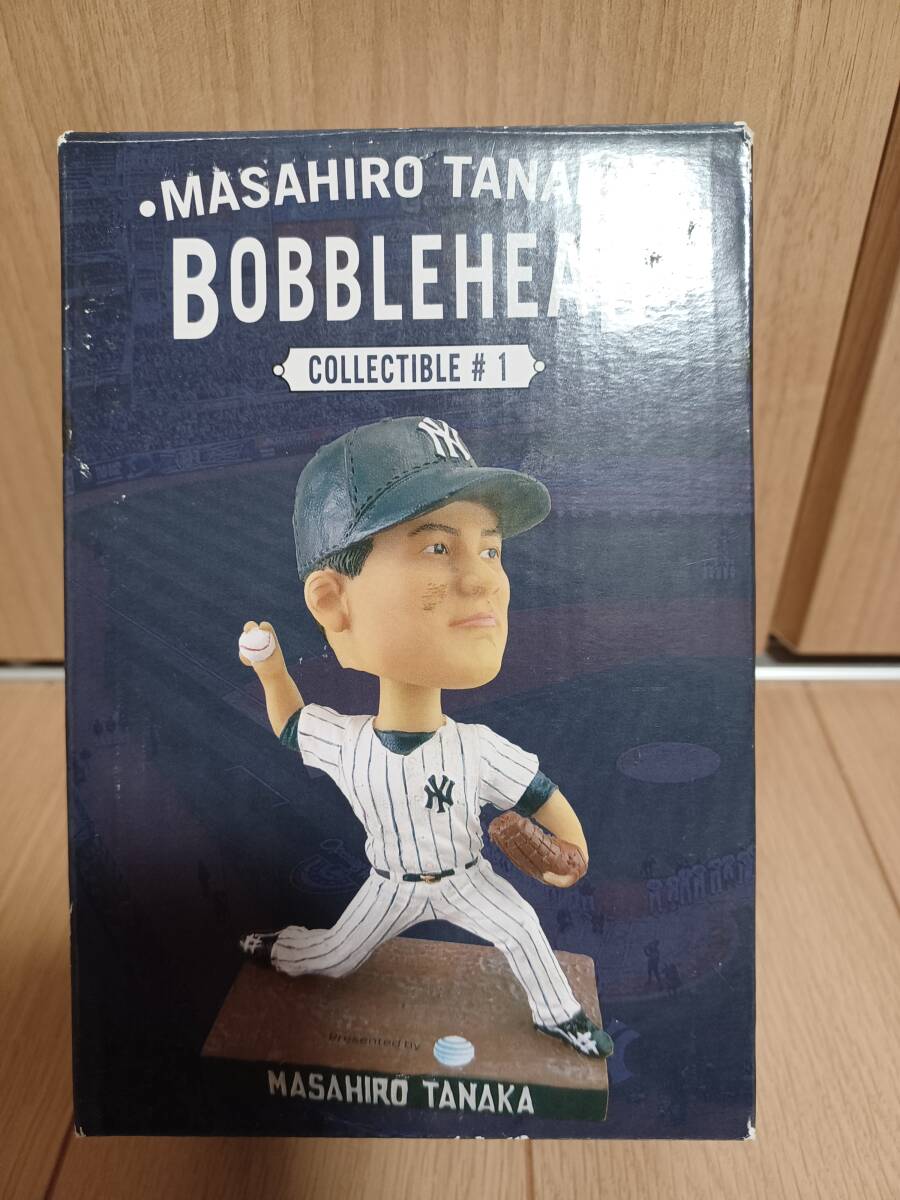 •MASAHIRO TANA
BOBBLEHEA
COLLECTIBLE # 1
NY
NY
Presented by
MASAHIRO TANAKA